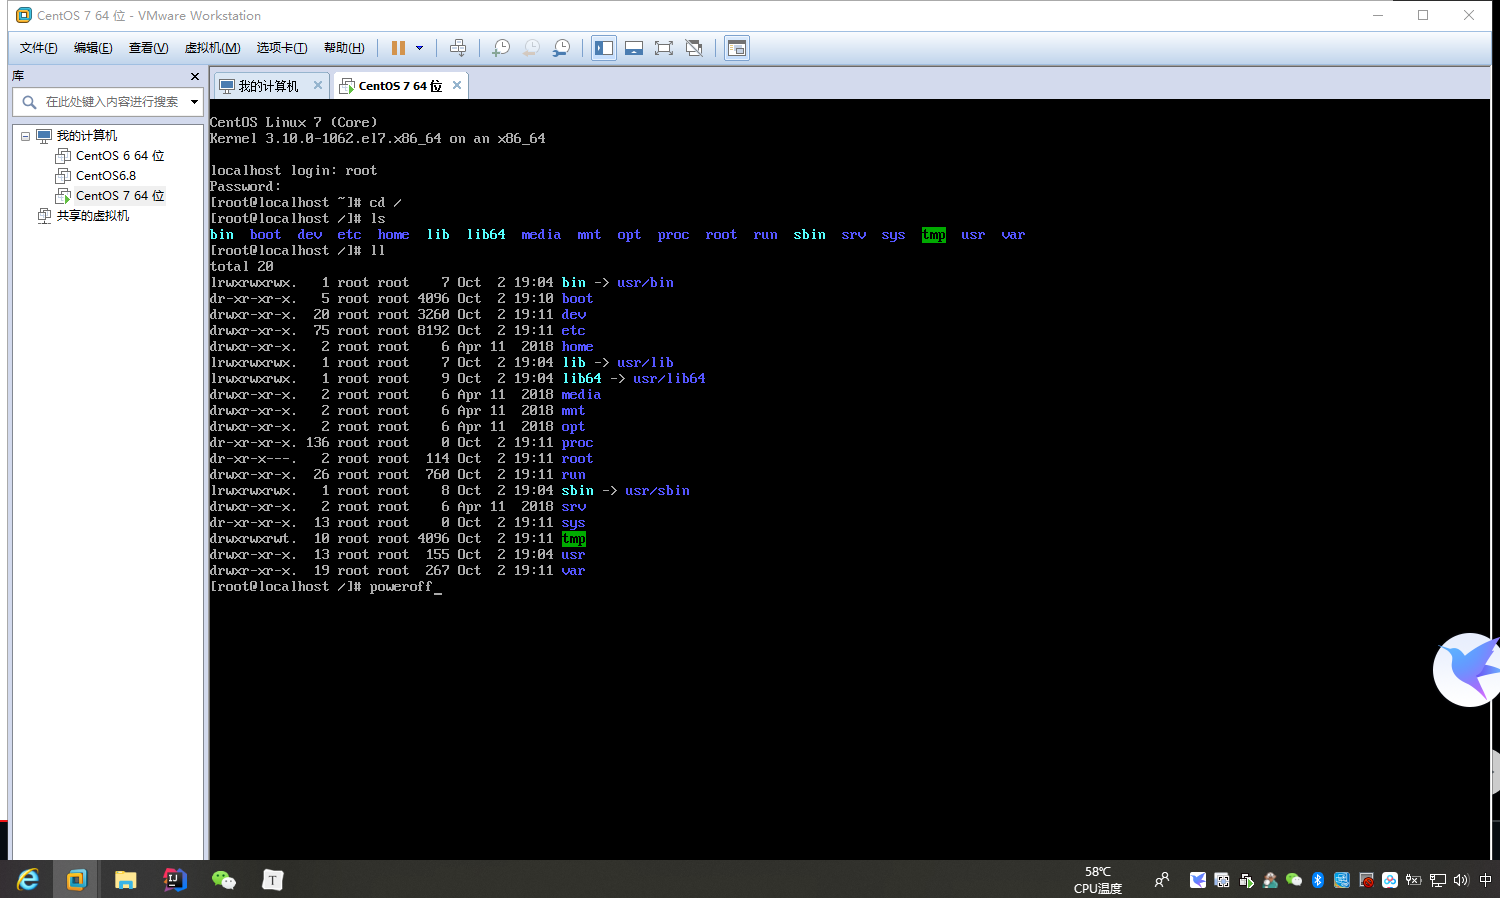 CentOS 7 64 位 - VMware Workstation
文件(F) 编辑(E) 查看(V) 虚拟机(M) 选项卡(T) 帮助(H)
库
在此处键入内容进行搜索
我的计算机
CentOS 6 64 位
CentOS6.8
CentOS 7 64 位
共享的虚拟机
我的计算机 CentOS 7 64 位
CentOS Linux 7 (Core)
Kernel 3.10.0-1062.el7.x86_64 on an x86_64
localhost login: root
Password:
[root@localhost ~]# cd /
[root@localhost /]# ls
bin boot dev etc home lib lib64 media mnt opt proc root run sbin srv sys tmp usr var
[root@localhost /]# ll
total 20
lrwxrwxrwx. 1 root root 7 Oct 2 19:04 bin -> usr/bin
dr-xr-xr-x. 5 root root 4096 Oct 2 19:10 boot
drwxr-xr-x. 20 root root 3260 Oct 2 19:11 dev
drwxr-xr-x. 75 root root 8192 Oct 2 19:11 etc
drwxr-xr-x. 2 root root 6 Apr 11 2018 home
lrwxrwxrwx. 1 root root 7 Oct 2 19:04 lib -> usr/lib
lrwxrwxrwx. 1 root root 9 Oct 2 19:04 lib64 -> usr/lib64
drwxr-xr-x. 2 root root 6 Apr 11 2018 media
drwxr-xr-x. 2 root root 6 Apr 11 2018 mnt
drwxr-xr-x. 2 root root 6 Apr 11 2018 opt
dr-xr-xr-x. 136 root root 0 Oct 2 19:11 proc
dr-xr-x---. 2 root root 114 Oct 2 19:11 root
drwxr-xr-x. 26 root root 760 Oct 2 19:11 run
lrwxrwxrwx. 1 root root 8 Oct 2 19:04 sbin -> usr/sbin
drwxr-xr-x. 2 root root 6 Apr 11 2018 srv
dr-xr-xr-x. 13 root root 0 Oct 2 19:11 sys
drwxrwxrwt. 10 root root 4096 Oct 2 19:11 tmp
drwxr-xr-x. 13 root root 155 Oct 2 19:04 usr
drwxr-xr-x. 19 root root 267 Oct 2 19:11 var
[root@localhost /]# poweroff_
58℃
CPU温度
中